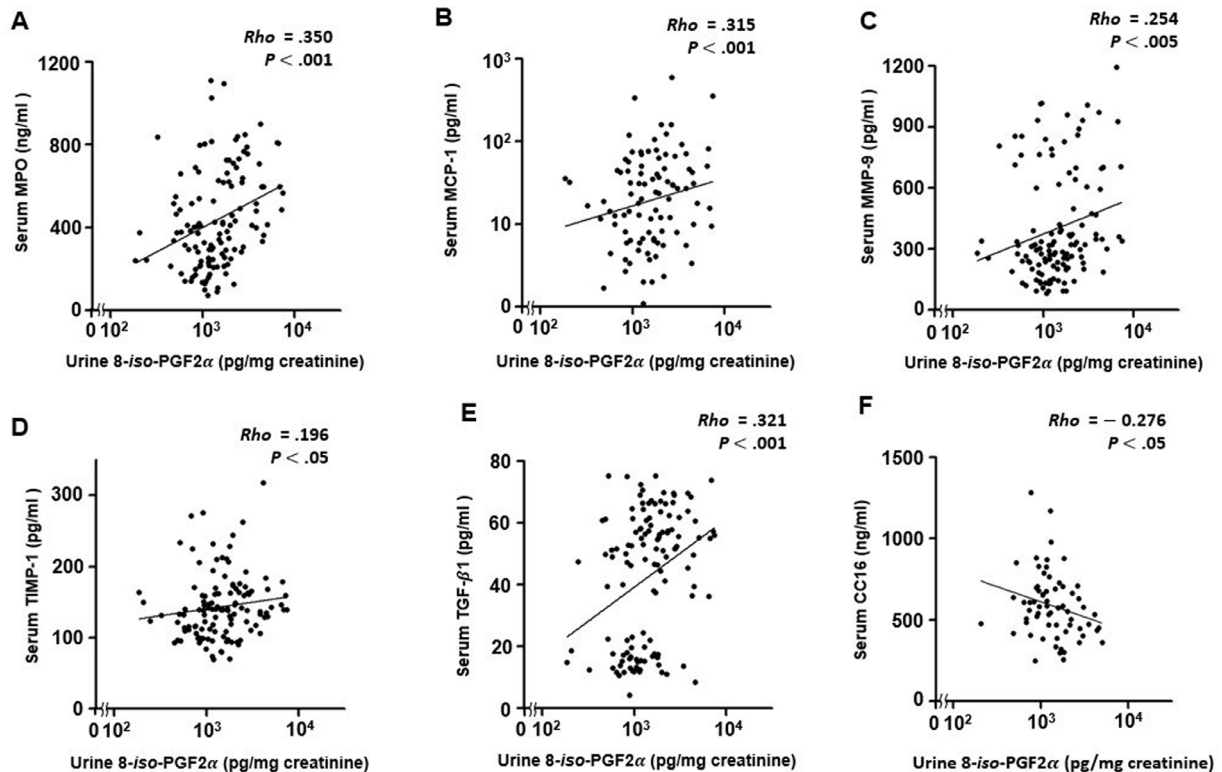 A
Rho = .350
P < .001
Serum MPO (ng/ml)
1200
800
400
0
0 10² 10³ 10⁴
Urine 8-iso-PGF2α (pg/mg creatinine)
B
Rho = .315
P < .001
Serum MCP-1 (pg/ml)
10³
10²
10
0
0 10² 10³ 10⁴
Urine 8-iso-PGF2α (pg/mg creatinine)
C
Rho = .254
P < .005
Serum MMP-9 (pg/ml)
1200
900
600
300
0
0 10² 10³ 10⁴
Urine 8-iso-PGF2α (pg/mg creatinine)
D
Rho = .196
P < .05
Serum TIMP-1 (pg/ml)
300
200
100
0
0 10² 10³ 10⁴
Urine 8-iso-PGF2α (pg/mg creatinine)
E
Rho = .321
P < .001
Serum TGF-β1 (pg/ml)
80
60
40
20
0
0 10² 10³ 10⁴
Urine 8-iso-PGF2α (pg/mg creatinine)
F
Rho = − 0.276
P < .05
Serum CC16 (ng/ml)
1500
1000
500
0
0 10² 10³ 10⁴
Urine 8-iso-PGF2α (pg/mg creatinine)